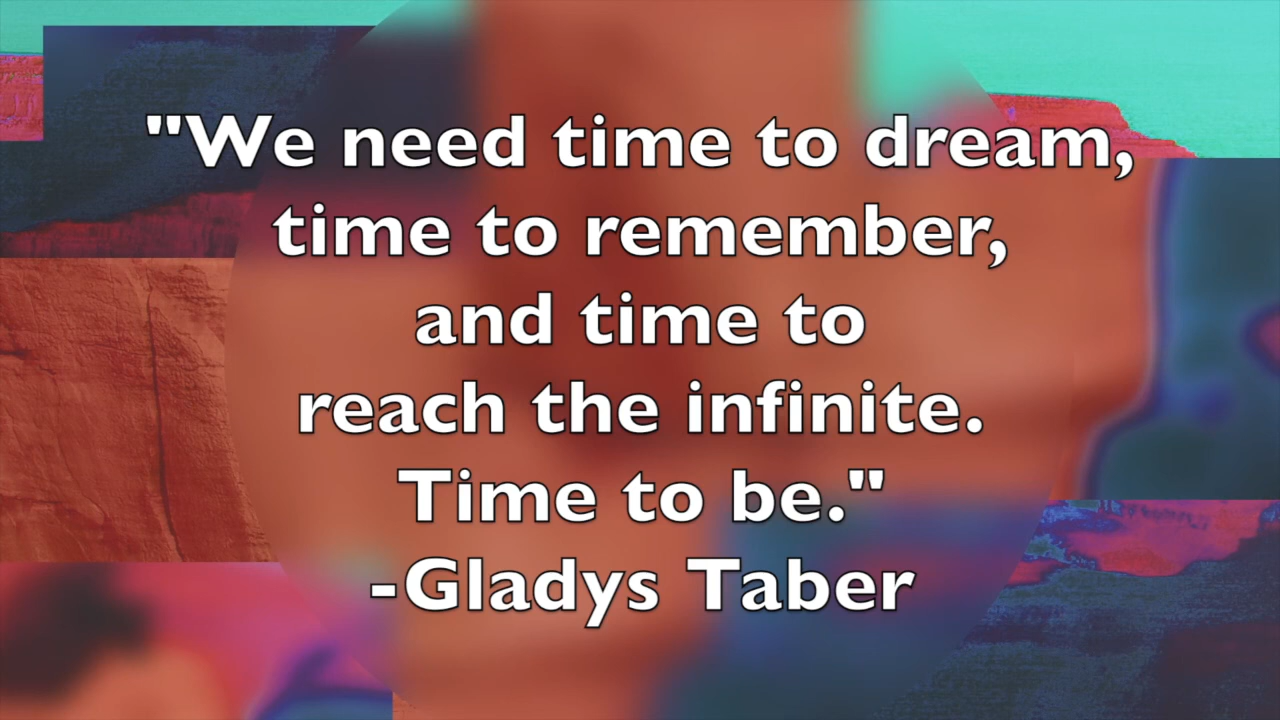 "We need time to dream,
time to remember,
and time to
reach the infinite.
Time to be."
-Gladys Taber